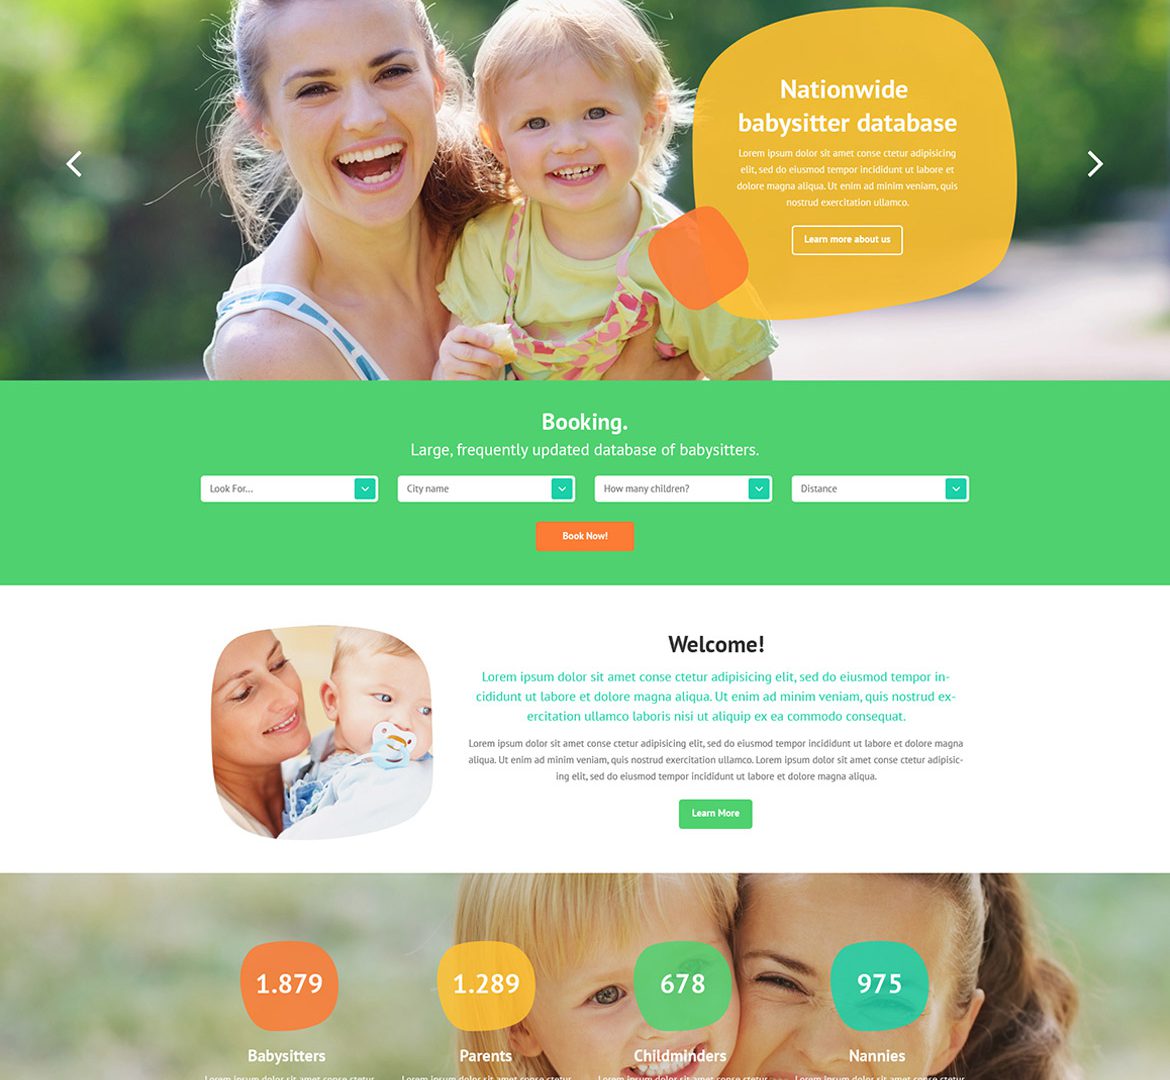 Nationwide
babysitter database
Lorem ipsum dolor sit amet conse ctetur adipisicing
elit, sed do eiusmod tempor incididunt ut labore et
dolore magna aliqua. Ut enim ad minim veniam, quis
nostrud exercitation ullamco.
Learn more about us
Booking.
Large, frequently updated database of babysitters.
Look For...
City name
How many children?
Distance
Book Now!
Welcome!
Lorem ipsum dolor sit amet conse ctetur adipisicing elit, sed do eiusmod tempor in-
cididunt ut labore et dolore magna aliqua. Ut enim ad minim veniam, quis nostrud ex-
ercitation ullamco laboris nisi ut aliquip ex ea commodo consequat.
Lorem ipsum dolor sit amet conse ctetur adipisicing elit, sed do eiusmod tempor incididunt ut labore et dolore magna
aliqua. Ut enim ad minim veniam, quis nostrud exercitation ullamco. Lorem ipsum dolor sit amet conse ctetur adipisic-
ing elit, sed do eiusmod tempor incididunt ut labore et dolore magna aliqua.
Learn More
1.879
1.289
678
975
Babysitters
Parents
Childminders
Nannies